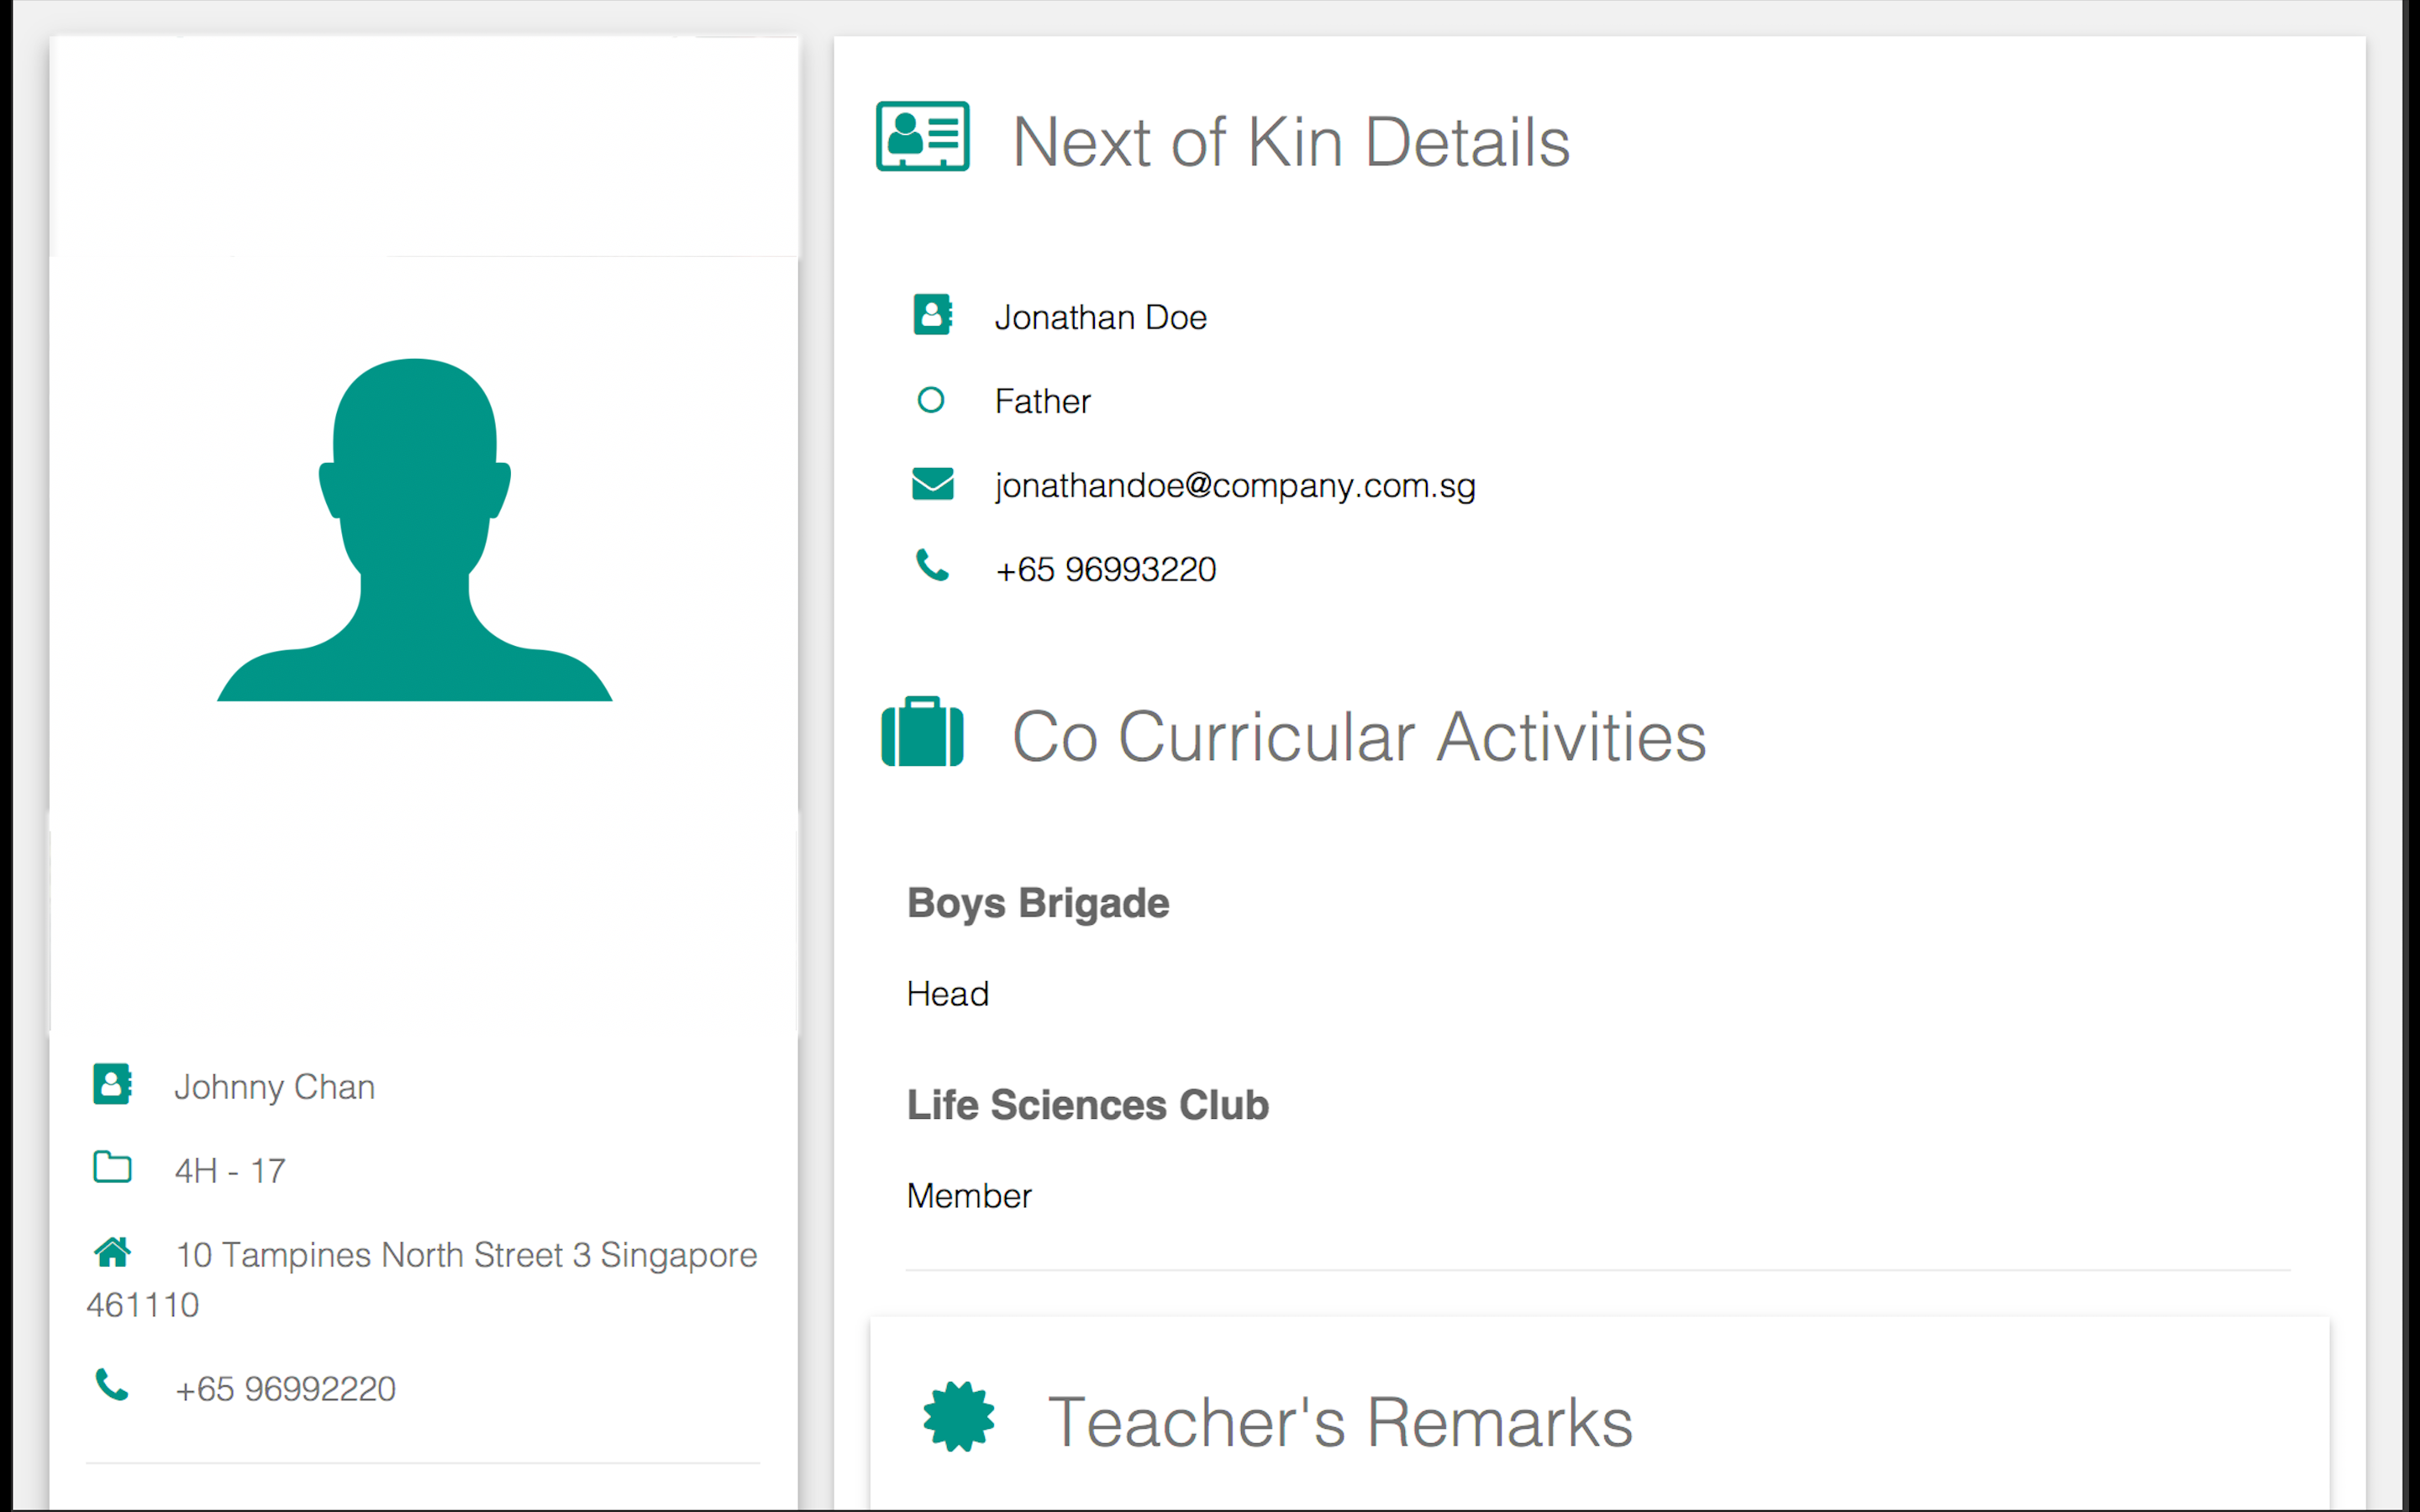 Johnny Chan
4H - 17
10 Tampines North Street 3 Singapore
461110
+65 96992220
Next of Kin Details
Jonathan Doe
Father
jonathandoe@company.com.sg
+65 96993220
Co Curricular Activities
Boys Brigade
Head
Life Sciences Club
Member
Teacher's Remarks